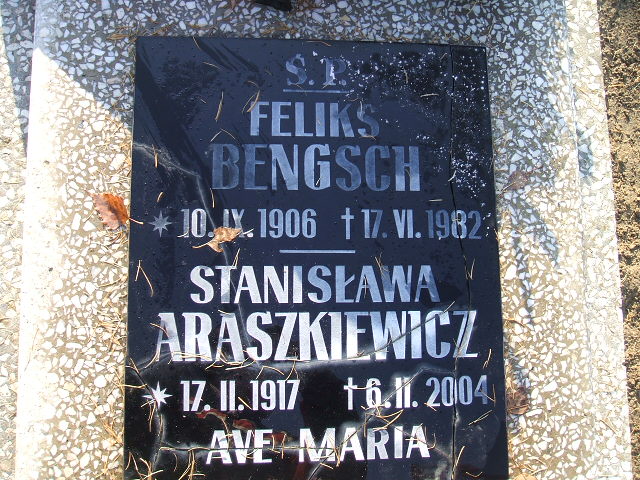 Ś.P.
FELIKS
BENGSCH
* 10. IX. 1906 † 17. VI. 1982
STANISŁAWA
ARASZKIEWICZ
* 17. II. 1917 † 6. II. 2004
AVE MARIA